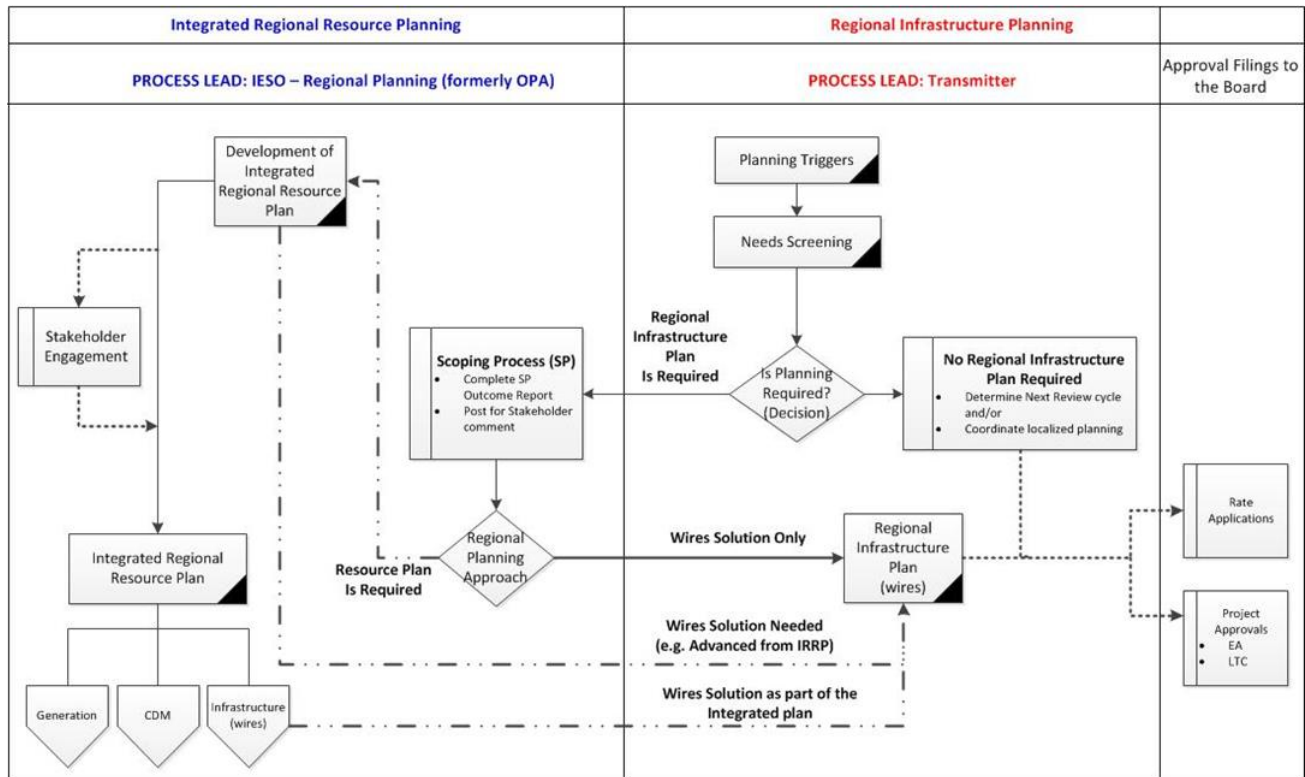 Integrated Regional Resource Planning
Regional Infrastructure Planning
PROCESS LEAD: IESO – Regional Planning (formerly OPA)
PROCESS LEAD: Transmitter
Approval Filings to
the Board
Development of
Integrated
Regional Resource
Plan
Planning Triggers
Needs Screening
Stakeholder
Engagement
Scoping Process (SP)
• Complete SP
Outcome Report
• Post for Stakeholder
comment
Regional
Infrastructure
Plan
Is Required
Is Planning
Required?
(Decision)
No Regional Infrastructure
Plan Required
• Determine Next Review cycle
and/or
• Coordinate localized planning
Integrated Regional
Resource Plan
Resource Plan
Is Required
Regional
Planning
Approach
Wires Solution Only
Regional
Infrastructure
Plan
(wires)
Rate
Applications
Wires Solution Needed
(e.g. Advanced from IRRP)
Project
Approvals
• EA
• LTC
Generation
CDM
Infrastructure
(wires)
Wires Solution as part of the
Integrated plan